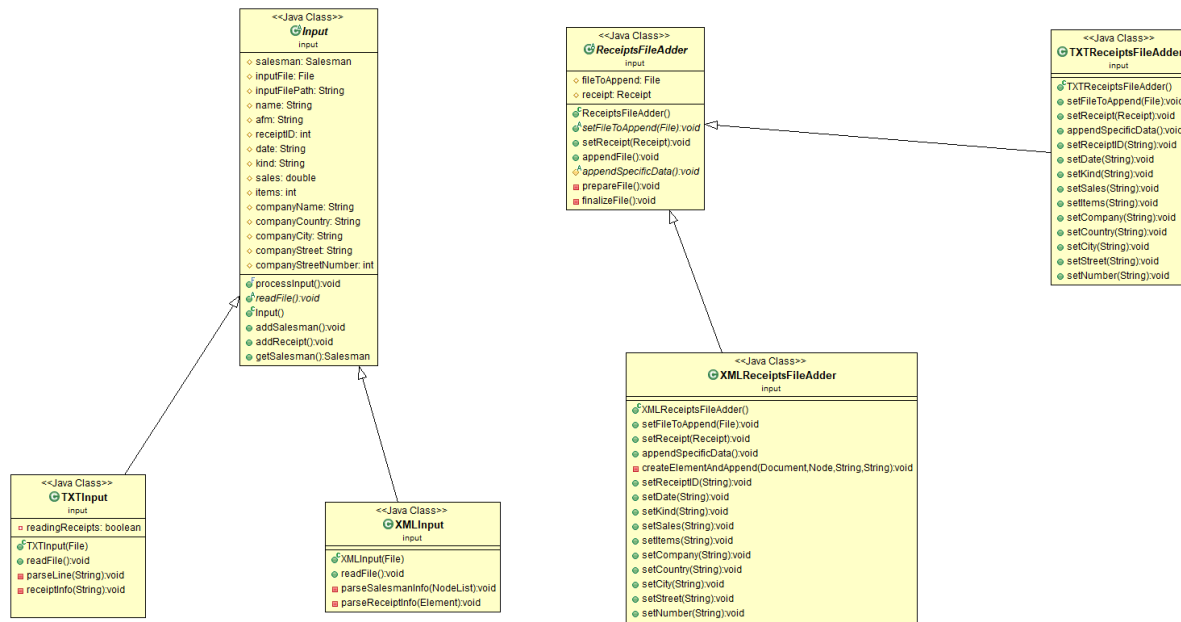 <<Java Class>>
Input
input
salesman: Salesman
inputFile: File
inputFilePath: String
name: String
afm: String
receiptID: int
date: String
kind: String
sales: double
items: int
companyName: String
companyCountry: String
companyCity: String
companyStreet: String
companyStreetNumber: int
processInput():void
readFile():void
Input()
addSalesman():void
addReceipt():void
getSalesman():Salesman
<<Java Class>>
ReceiptsFileAdder
input
fileToAppend: File
receipt: Receipt
ReceiptsFileAdder()
setFileToAppend(File):void
setReceipt(Receipt):void
appendFile():void
appendSpecificData():void
prepareFile():void
finalizeFile():void
<<Java Class>>
TXTReceiptsFileAdder
input
TXTReceiptsFileAdder()
setFileToAppend(File):void
setReceipt(Receipt):void
appendSpecificData():void
setReceiptID(String):void
setDate(String):void
setKind(String):void
setSales(String):void
setItems(String):void
setCompany(String):void
setCountry(String):void
setCity(String):void
setStreet(String):void
setNumber(String):void
<<Java Class>>
TXTInput
input
readingReceipts: boolean
TXTInput(File)
readFile():void
parseLine(String):void
receiptInfo(String):void
<<Java Class>>
XMLInput
input
XMLInput(File)
readFile():void
parseSalesmanInfo(NodeList):void
parseReceiptInfo(Element):void
<<Java Class>>
XMLReceiptsFileAdder
input
XMLReceiptsFileAdder()
setFileToAppend(File):void
setReceipt(Receipt):void
appendSpecificData():void
createElementAndAppend(Document,Node,String,String):void
setReceiptID(String):void
setDate(String):void
setKind(String):void
setSales(String):void
setItems(String):void
setCompany(String):void
setCountry(String):void
setCity(String):void
setStreet(String):void
setNumber(String):void